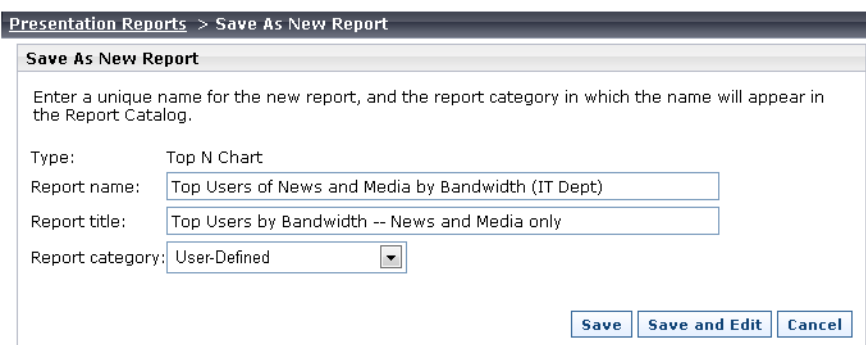 Presentation Reports > Save As New Report
Save As New Report
Enter a unique name for the new report, and the report category in which the name will appear in
the Report Catalog.
Type: Top N Chart
Report name: Top Users of News and Media by Bandwidth (IT Dept)
Report title: Top Users by Bandwidth -- News and Media only
Report category: User-Defined
Save Save and Edit Cancel